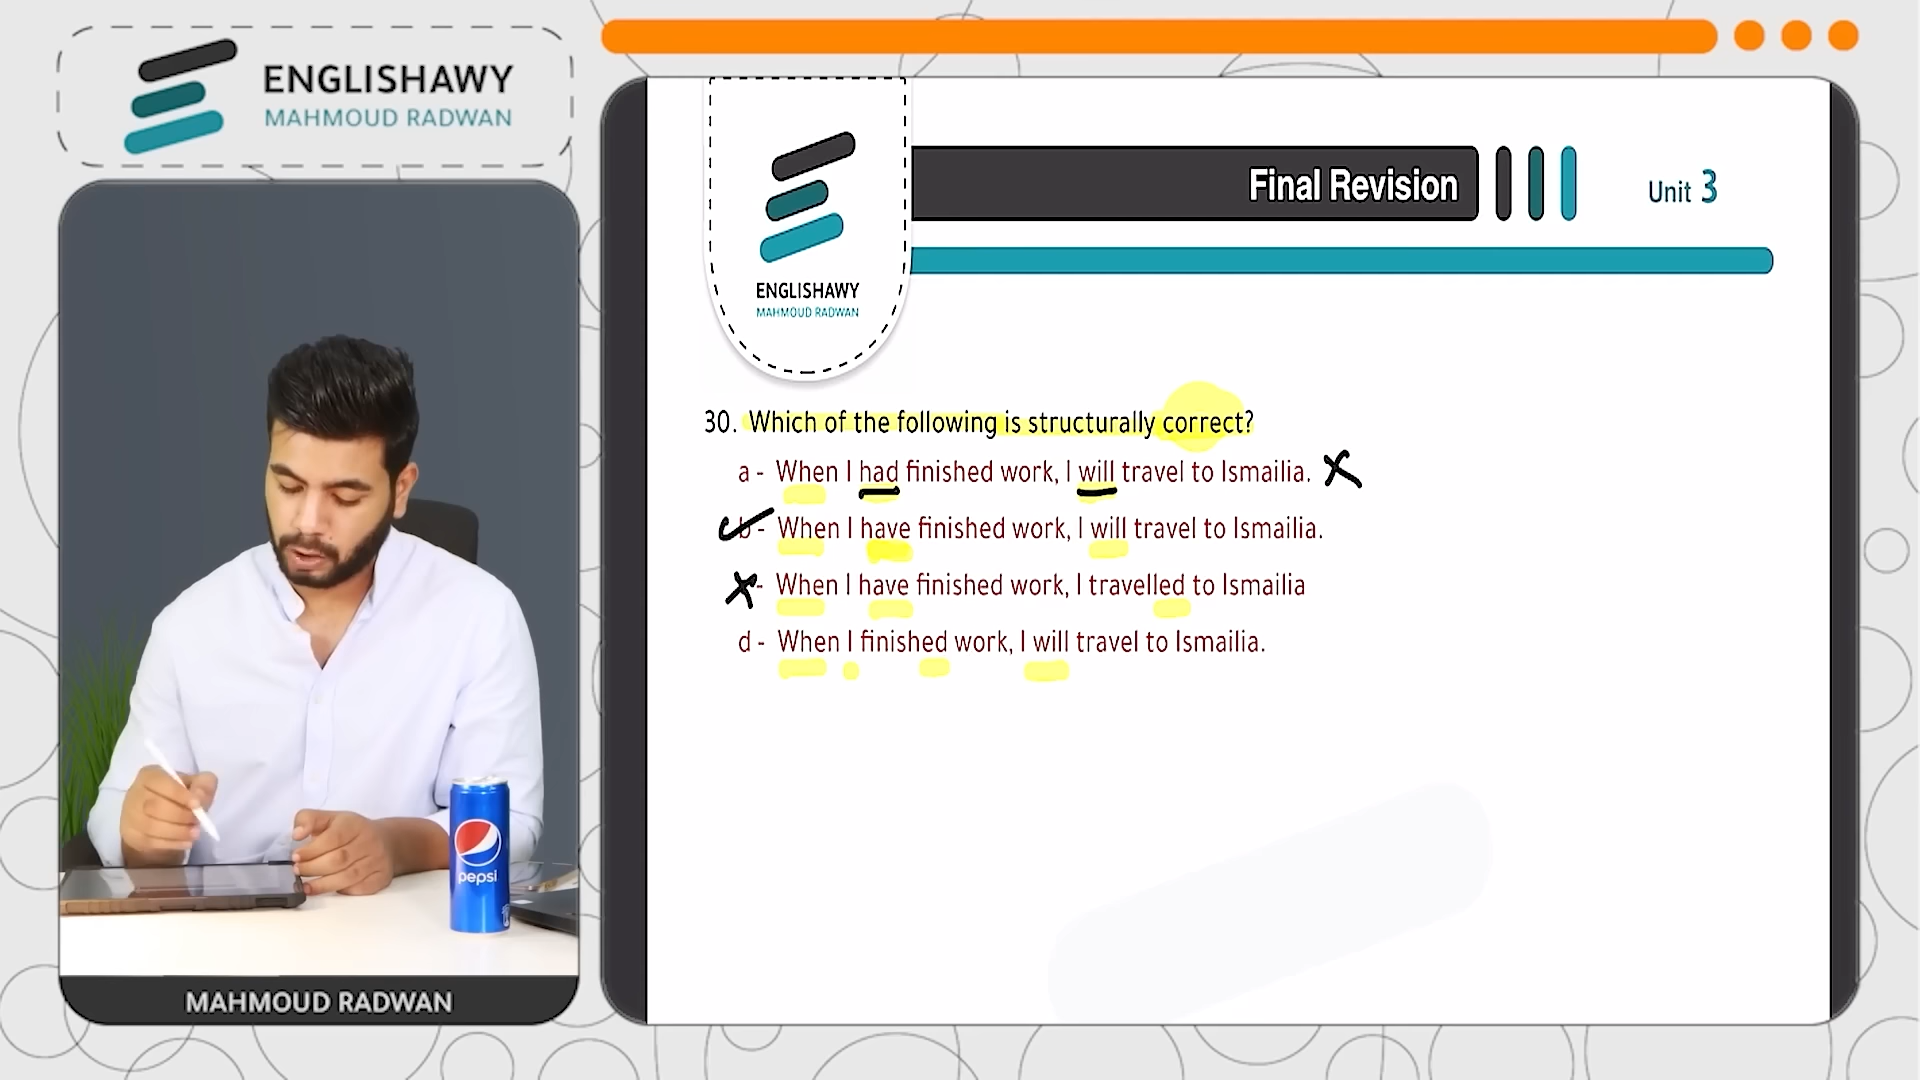 ENGLISHAWY
MAHMOUD RADWAN
Final Revision
Unit 3
ENGLISHAWY
MAHMOUD RADWAN
30. Which of the following is structurally correct?
a - When I had finished work, I will travel to Ismailia.
b - When I have finished work, I will travel to Ismailia.
- When I have finished work, I travelled to Ismailia
d - When I finished work, I will travel to Ismailia.
pepsi
MAHMOUD RADWAN